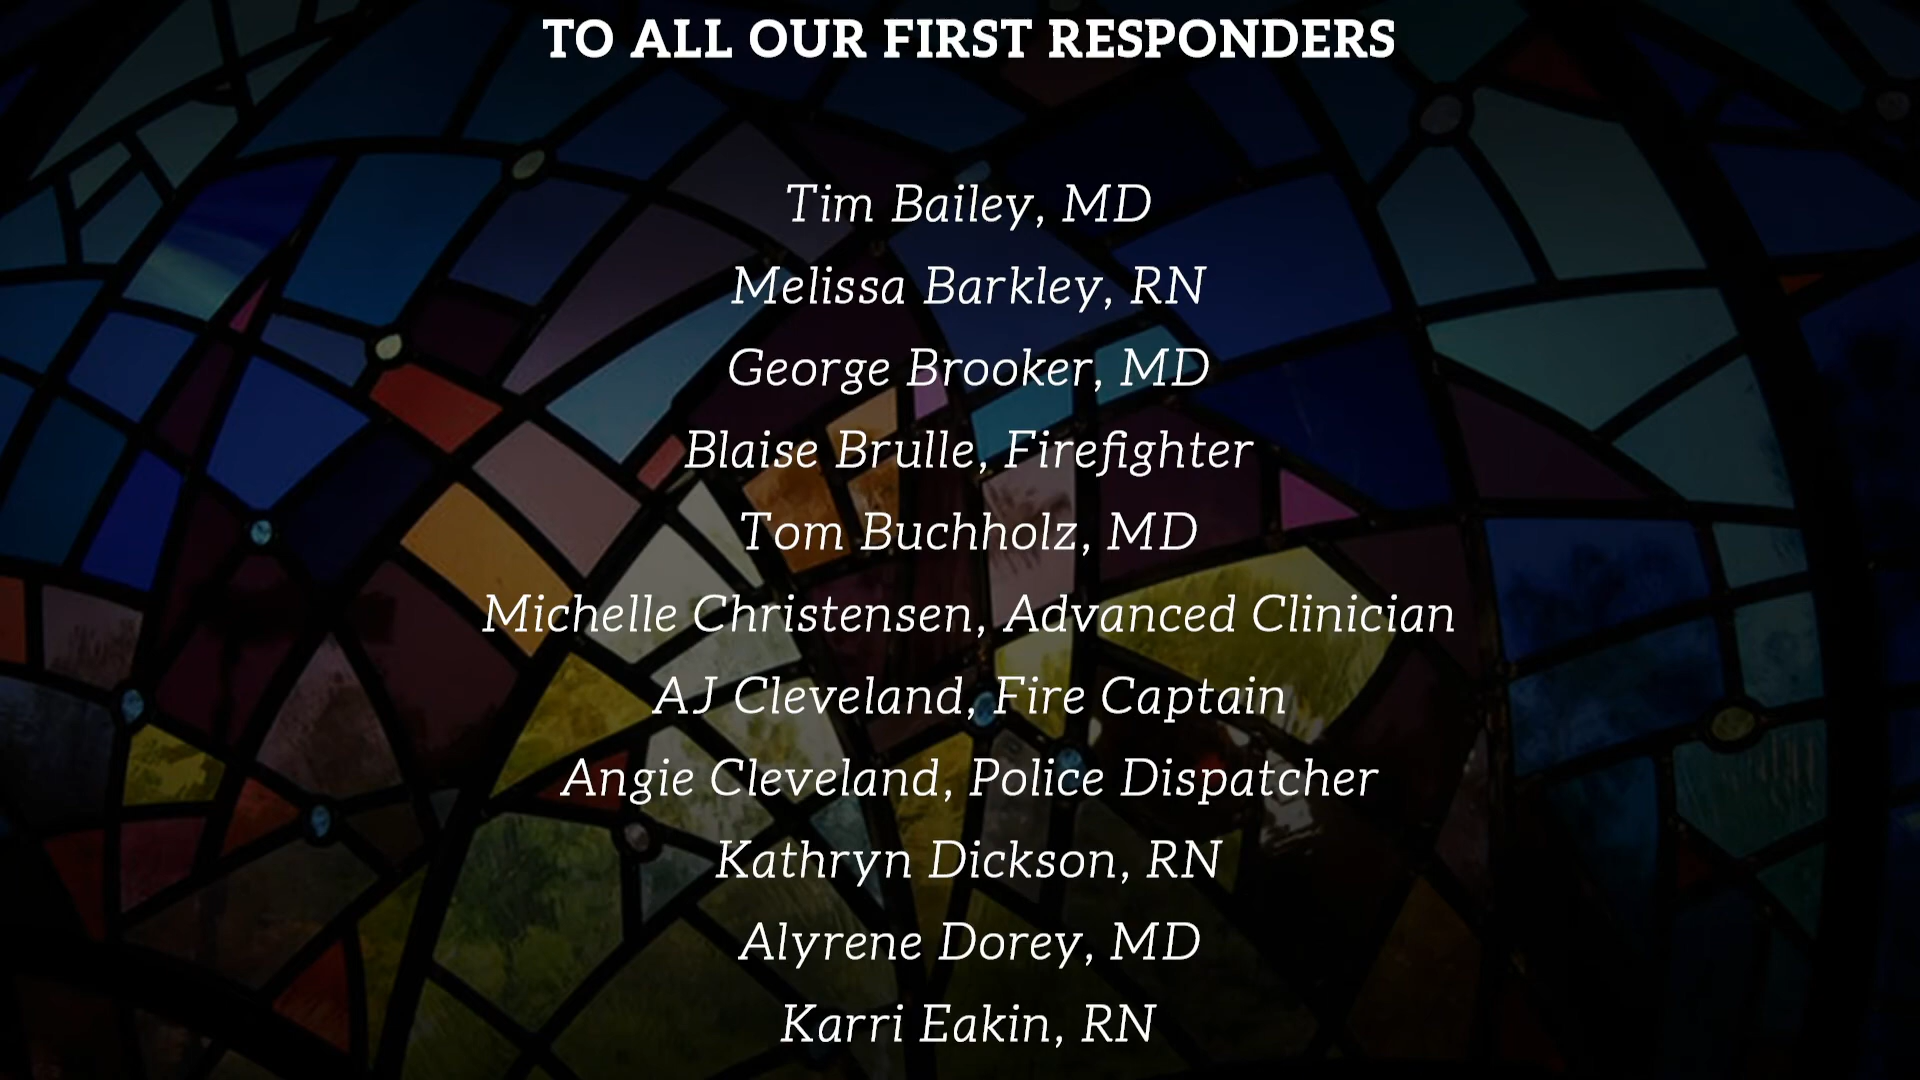 TO ALL OUR FIRST RESPONDERS
Tim Bailey, MD
Melissa Barkley, RN
George Brooker, MD
Blaise Brulle, Firefighter
Tom Buchholz, MD
Michelle Christensen, Advanced Clinician
AJ Cleveland, Fire Captain
Angie Cleveland, Police Dispatcher
Kathryn Dickson, RN
Alyrene Dorey, MD
Karri Eakin, RN